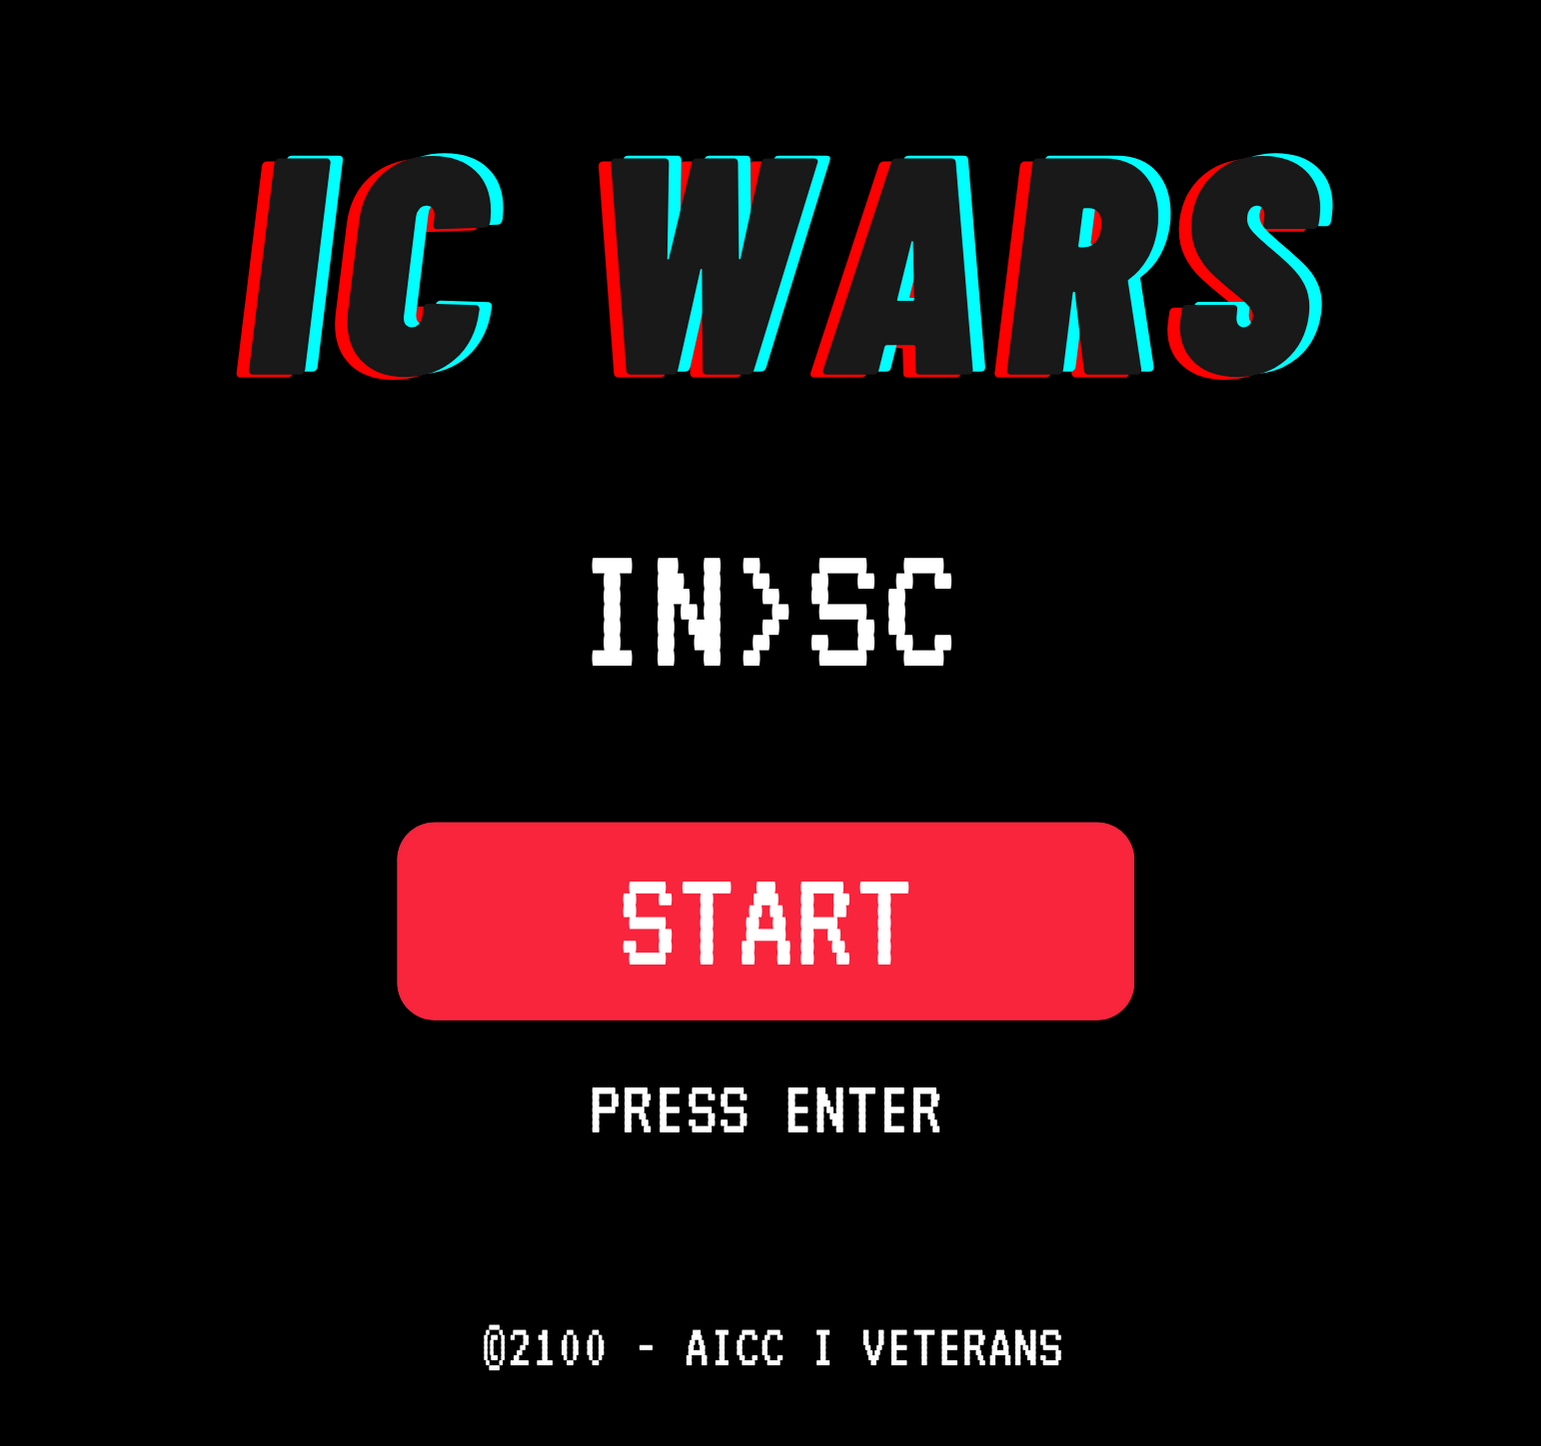 IC WARS
IN>SC
START
PRESS ENTER
©2100 - AICC I VETERANS